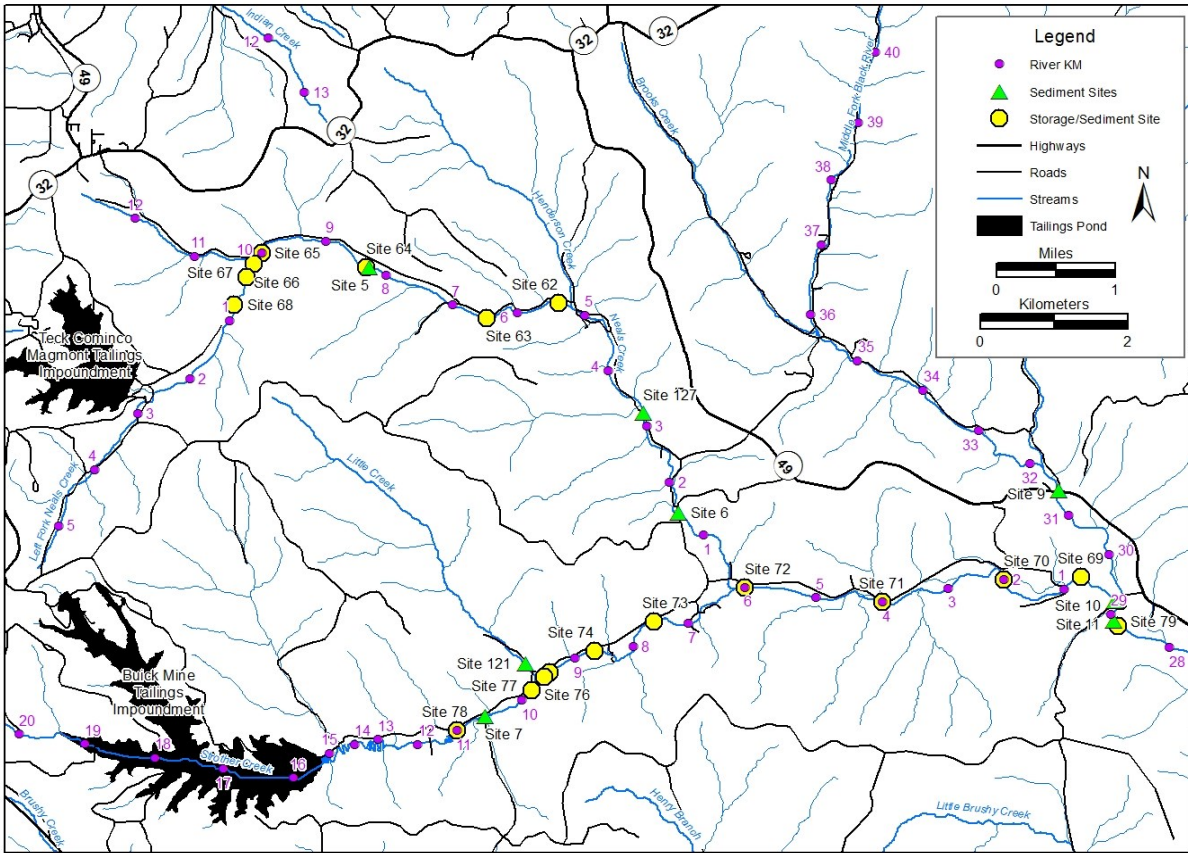 Indian Creek
12
13
32
32
32
49
32
40
Legend
River KM
Sediment Sites
Storage/Sediment Site
Highways
Roads
Streams
Tailings Pond
N
Miles
0 1
Kilometers
0 2
Brooks Creek
Middle Fork Black River
39
38
37
36
35
34
33
32
Henderson Creek
12
11
10
9
Site 65
Site 64
Site 67
Site 66
Site 5
8
Site 68
1
7
Site 62
6
5
Site 63
Neals Creek
4
Teck Cominco
Magmont Tailings
Impoundment
2
3
4
5
Left Fork Neals Creek
Site 127
3
2
49
Little Creek
Site 6
1
Site 9
31
30
Site 72
6
5
Site 71
4
3
Site 70
2
1
Site 69
29
Site 10
Site 11
Site 79
28
Site 73
7
Site 74
8
9
Site 121
Site 77
Site 76
10
Site 78
11
Site 7
12
13
14
15
16
17
18
19
20
Buick Mine
Tailings
Impoundment
Brushy Creek
Henry Branch
Little Brushy Creek